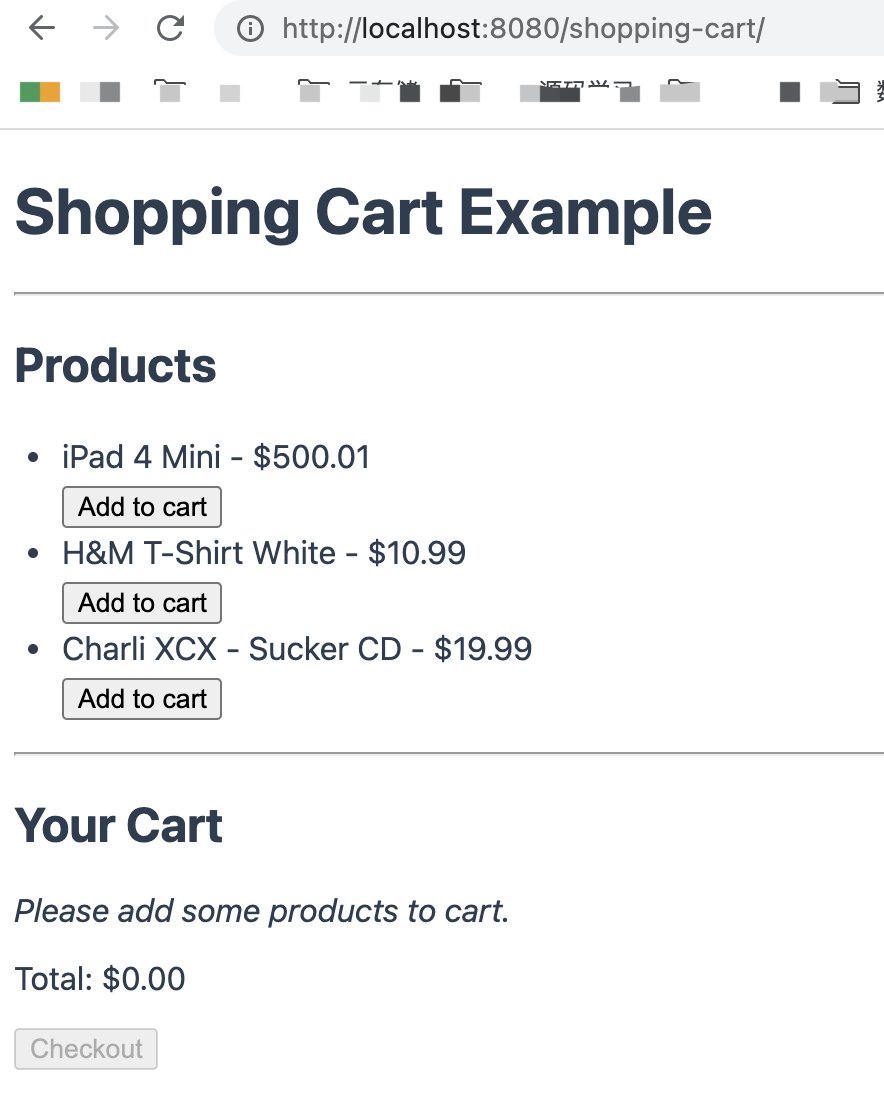 http://localhost:8080/shopping-cart/
Shopping Cart Example
Products
iPad 4 Mini - $500.01
Add to cart
H&M T-Shirt White - $10.99
Add to cart
Charli XCX - Sucker CD - $19.99
Add to cart
Your Cart
Please add some products to cart.
Total: $0.00
Checkout